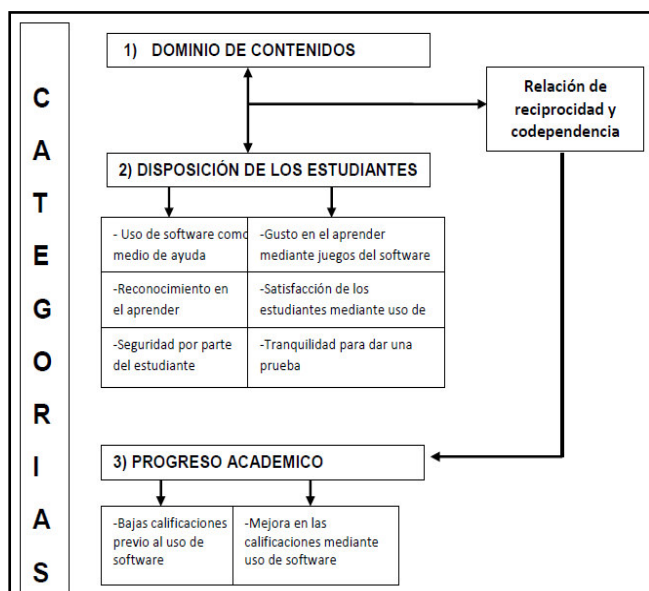 CATEGORIAS
1) DOMINIO DE CONTENIDOS
Relación de
reciprocidad y
codependencia
2) DISPOSICIÓN DE LOS ESTUDIANTES
- Uso de software como
medio de ayuda
-Gusto en el aprender
mediante juegos del software
-Reconocimiento en
el aprender
-Satisfacción de los
estudiantes mediante uso de
-Seguridad por parte
del estudiante
-Tranquilidad para dar una
prueba
3) PROGRESO ACADEMICO
-Bajas calificaciones
previo al uso de
software
-Mejora en las
calificaciones mediante
uso de software